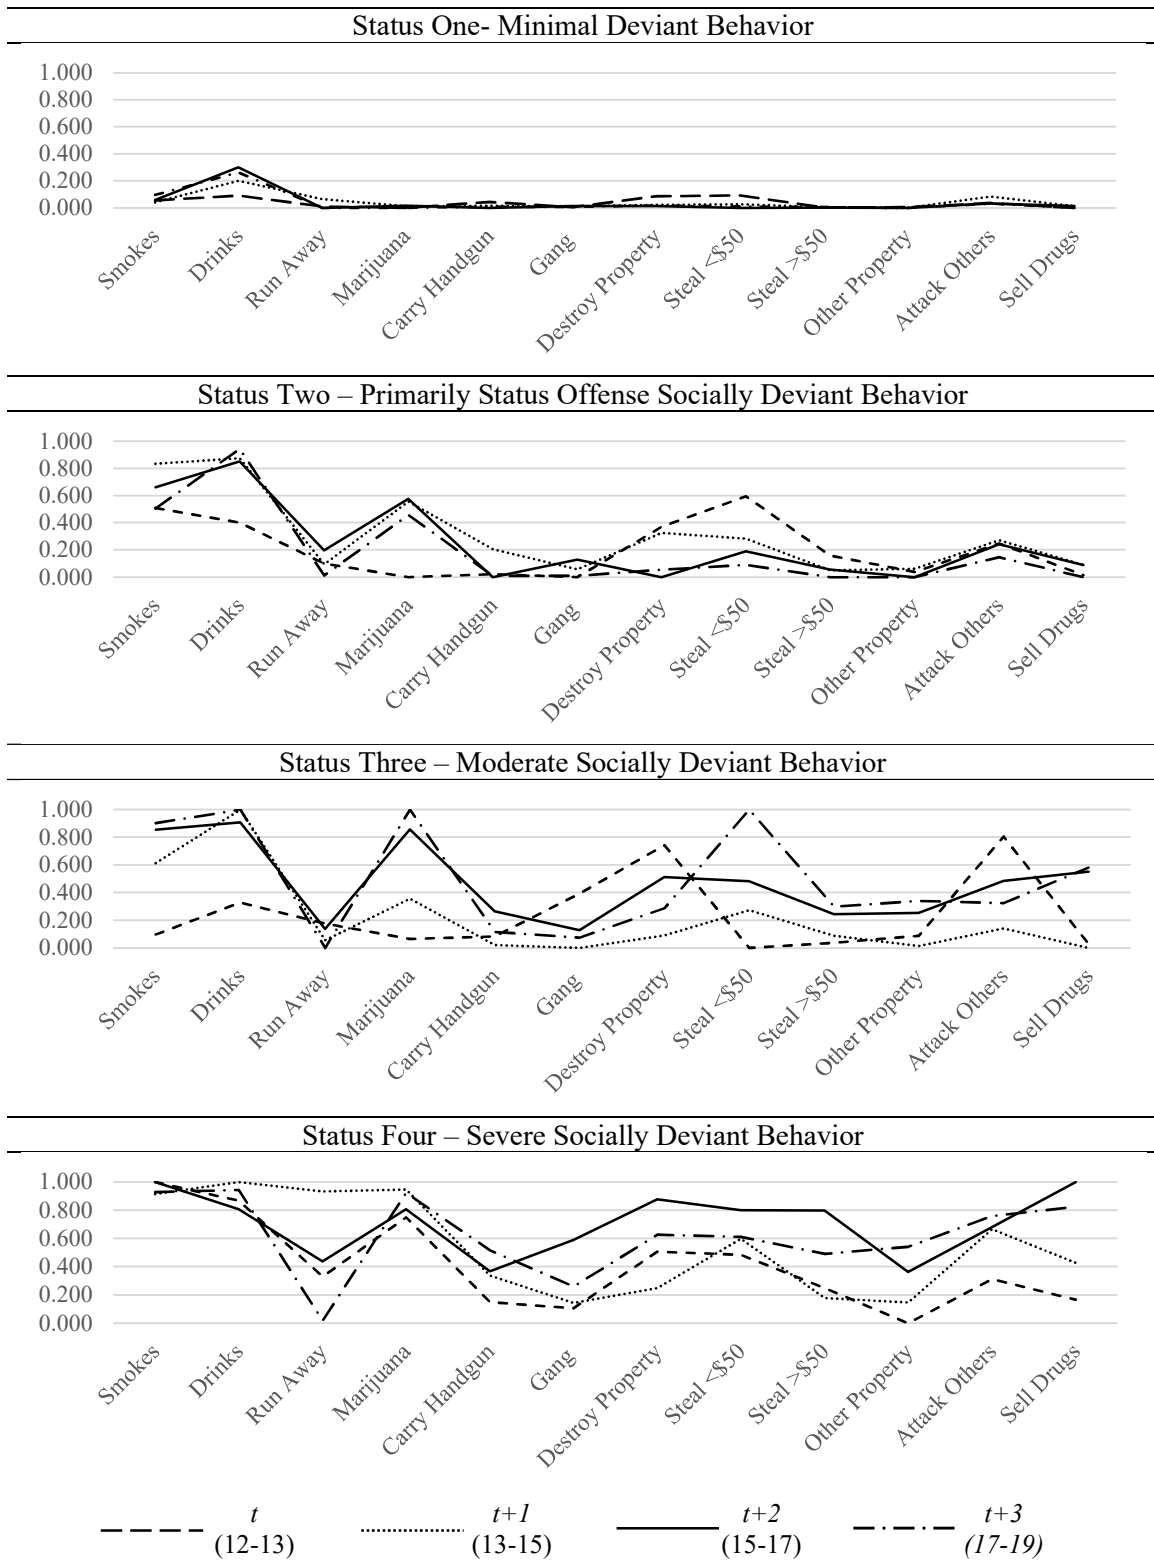 Status One- Minimal Deviant Behavior
1.000
0.800
0.600
0.400
0.200
0.000
Smokes
Drinks
Run Away
Marijuana
Carry Handgun
Gang
Destroy Property
Steal <$50
Steal >$50
Other Property
Attack Others
Sell Drugs
Status Two – Primarily Status Offense Socially Deviant Behavior
1.000
0.800
0.600
0.400
0.200
0.000
Smokes
Drinks
Run Away
Marijuana
Carry Handgun
Gang
Destroy Property
Steal <$50
Steal >$50
Other Property
Attack Others
Sell Drugs
Status Three – Moderate Socially Deviant Behavior
1.000
0.800
0.600
0.400
0.200
0.000
Smokes
Drinks
Run Away
Marijuana
Carry Handgun
Gang
Destroy Property
Steal <$50
Steal >$50
Other Property
Attack Others
Sell Drugs
Status Four – Severe Socially Deviant Behavior
1.000
0.800
0.600
0.400
0.200
0.000
Smokes
Drinks
Run Away
Marijuana
Carry Handgun
Gang
Destroy Property
Steal <$50
Steal >$50
Other Property
Attack Others
Sell Drugs
t
(12-13)
t+1
(13-15)
t+2
(15-17)
t+3
(17-19)